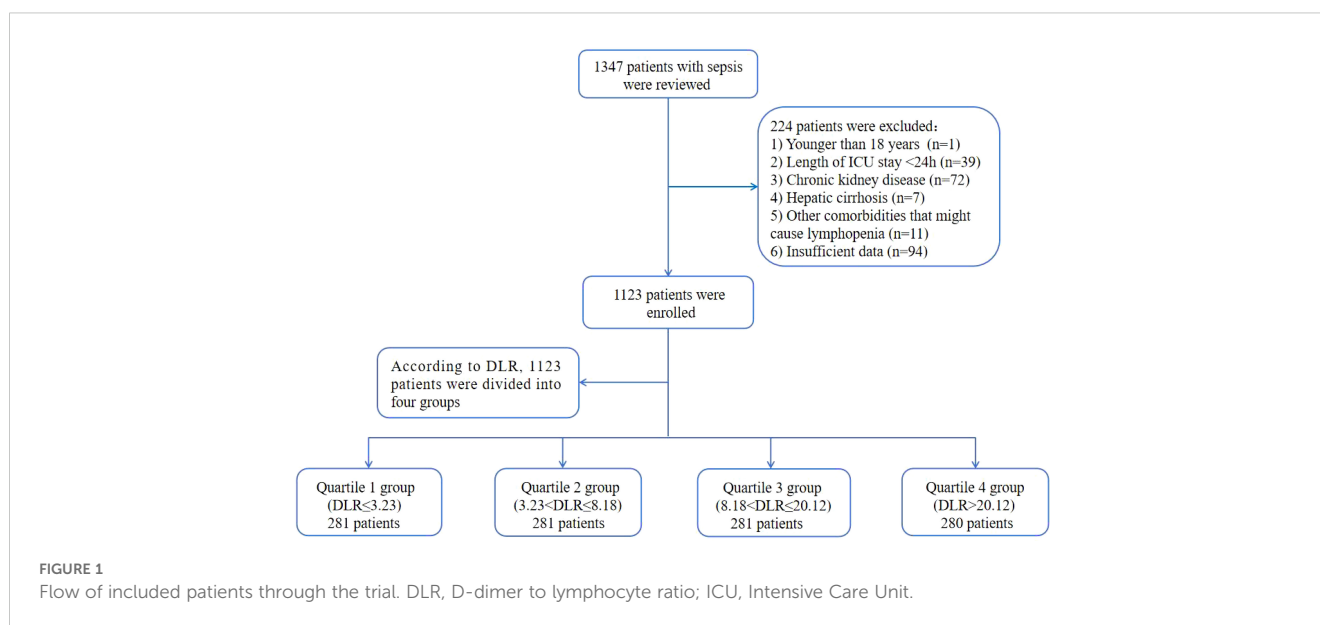 1347 patients with sepsis
were reviewed
224 patients were excluded：
1) Younger than 18 years (n=1)
2) Length of ICU stay <24h (n=39)
3) Chronic kidney disease (n=72)
4) Hepatic cirrhosis (n=7)
5) Other comorbidities that might
cause lymphopenia (n=11)
6) Insufficient data (n=94)
1123 patients were
enrolled
According to DLR, 1123
patients were divided into
four groups
Quartile 1 group
(DLR≤3.23)
281 patients
Quartile 2 group
(3.23<DLR≤8.18)
281 patients
Quartile 3 group
(8.18<DLR≤20.12)
281 patients
Quartile 4 group
(DLR>20.12)
280 patients
FIGURE 1
Flow of included patients through the trial. DLR, D-dimer to lymphocyte ratio; ICU, Intensive Care Unit.